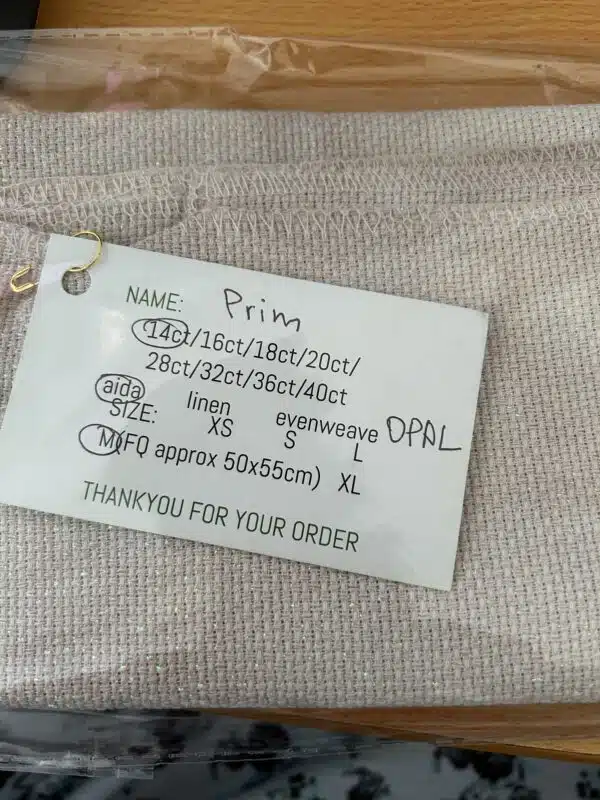 NAME: Prim
14ct/16ct/18ct/20ct/
28ct/32ct/36ct/40ct
aida linen evenweave OPAL
SIZE: XS S L
M(FQ approx 50x55cm) XL
THANKYOU FOR YOUR ORDER